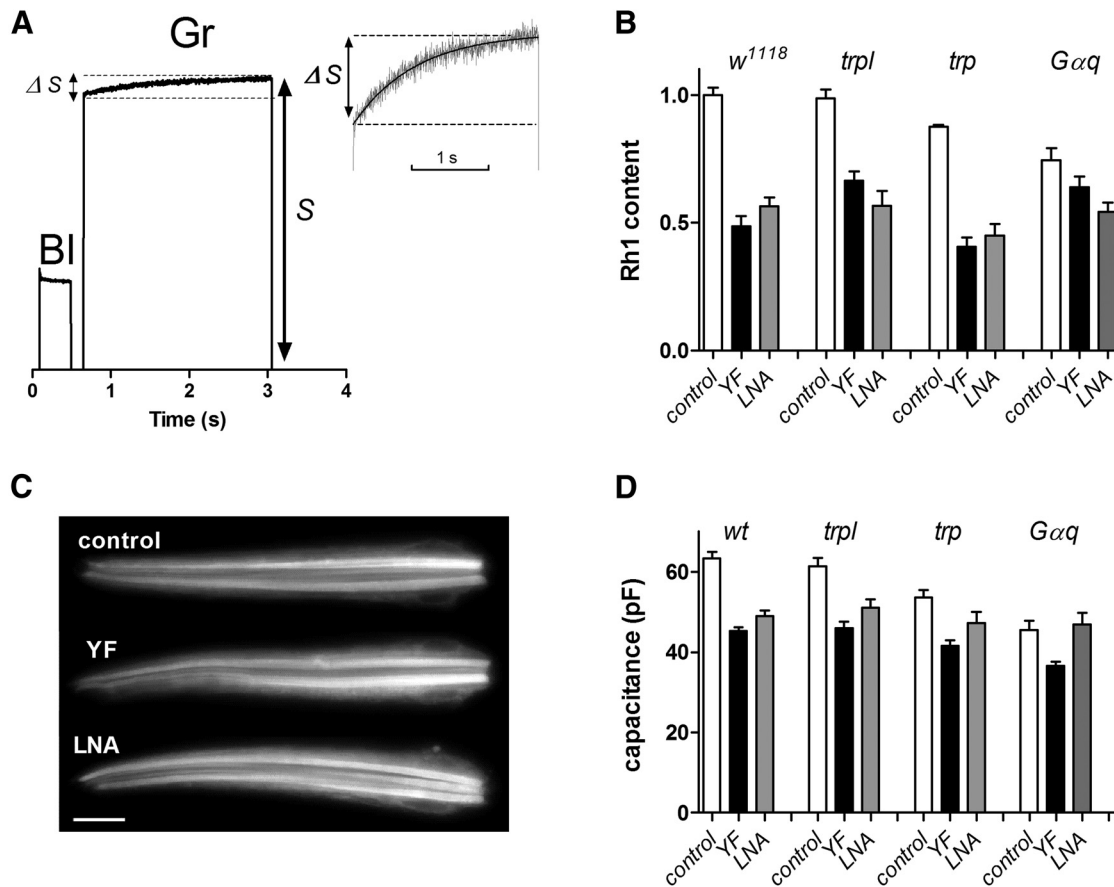 A
Gr
Δ S
S
Bl
0 1 2 3 4
Time (s)
Δ S
1 s
B
w1118 trpl trp Gαq
1.0
0.5
0.0
Rh1 content
control YF LNA control YF LNA control YF LNA control YF LNA
C
control
YF
LNA
D
wt trpl trp Gαq
60
40
20
0
capacitance (pF)
control YF LNA control YF LNA control YF LNA control YF LNA